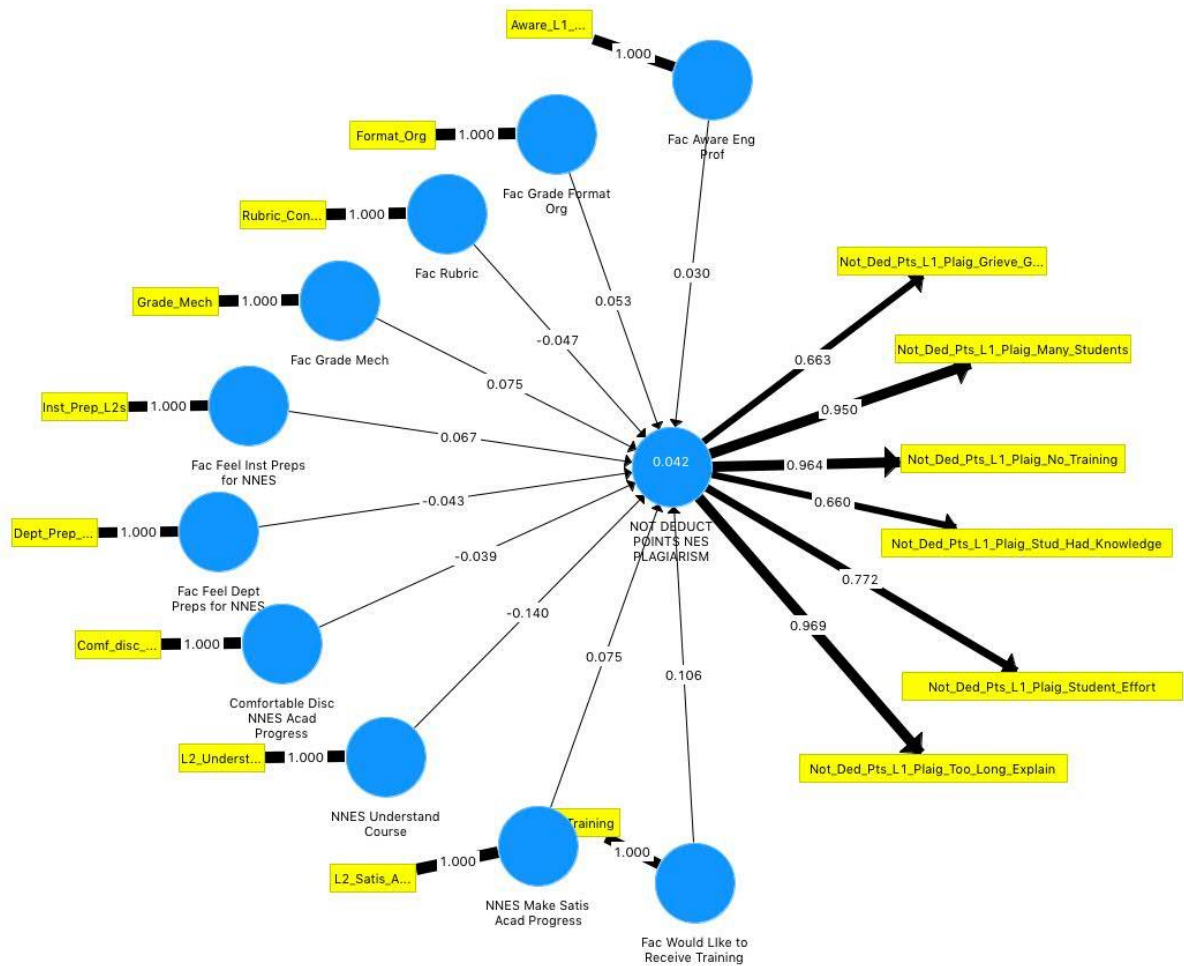 Aware_L1_...
1.000
Fac Aware Eng
Prof
Format_Org
1.000
Fac Grade Format
Org
Rubric_Con...
1.000
Fac Rubric
Grade_Mech
1.000
Fac Grade Mech
Inst_Prep_L2s
1.000
Fac Feel Inst Preps
for NNES
Dept_Prep_...
1.000
Fac Feel Dept
Preps for NNES
Comf_disc_...
1.000
Comfortable Disc
NNES Acad
Progress
L2_Underst...
1.000
NNES Understand
Course
L2_Satis_A...
1.000
NNES Make Satis
Acad Progress
Training
1.000
Fac Would LIke to
Receive Training
0.030
0.053
-0.047
0.075
0.067
-0.043
-0.039
-0.140
0.075
0.106
0.042
NOT DEDUCT
POINTS NES
PLAGIARISM
0.663
Not_Ded_Pts_L1_Plaig_Grieve_G...
0.950
Not_Ded_Pts_L1_Plaig_Many_Students
0.964
Not_Ded_Pts_L1_Plaig_No_Training
0.660
Not_Ded_Pts_L1_Plaig_Stud_Had_Knowledge
0.772
Not_Ded_Pts_L1_Plaig_Student_Effort
0.969
Not_Ded_Pts_L1_Plaig_Too_Long_Explain